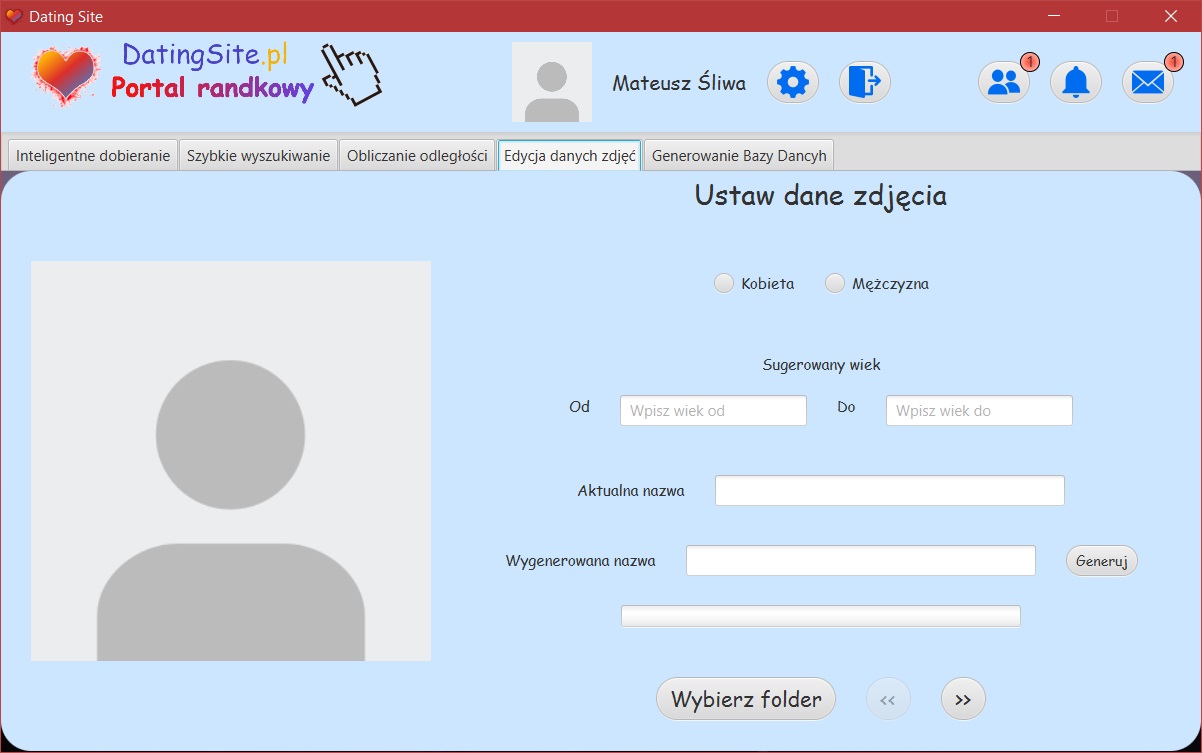 Dating Site
DatingSite.pl
Portal randkowy
Mateusz Śliwa
1
1
Inteligentne dobieranie
Szybkie wyszukiwanie
Obliczanie odległości
Edycja danych zdjęć
Generowanie Bazy Dancyh
Ustaw dane zdjęcia
Kobieta
Mężczyzna
Sugerowany wiek
Od
Wpisz wiek od
Do
Wpisz wiek do
Aktualna nazwa
Wygenerowana nazwa
Generuj
Wybierz folder
<<
>>